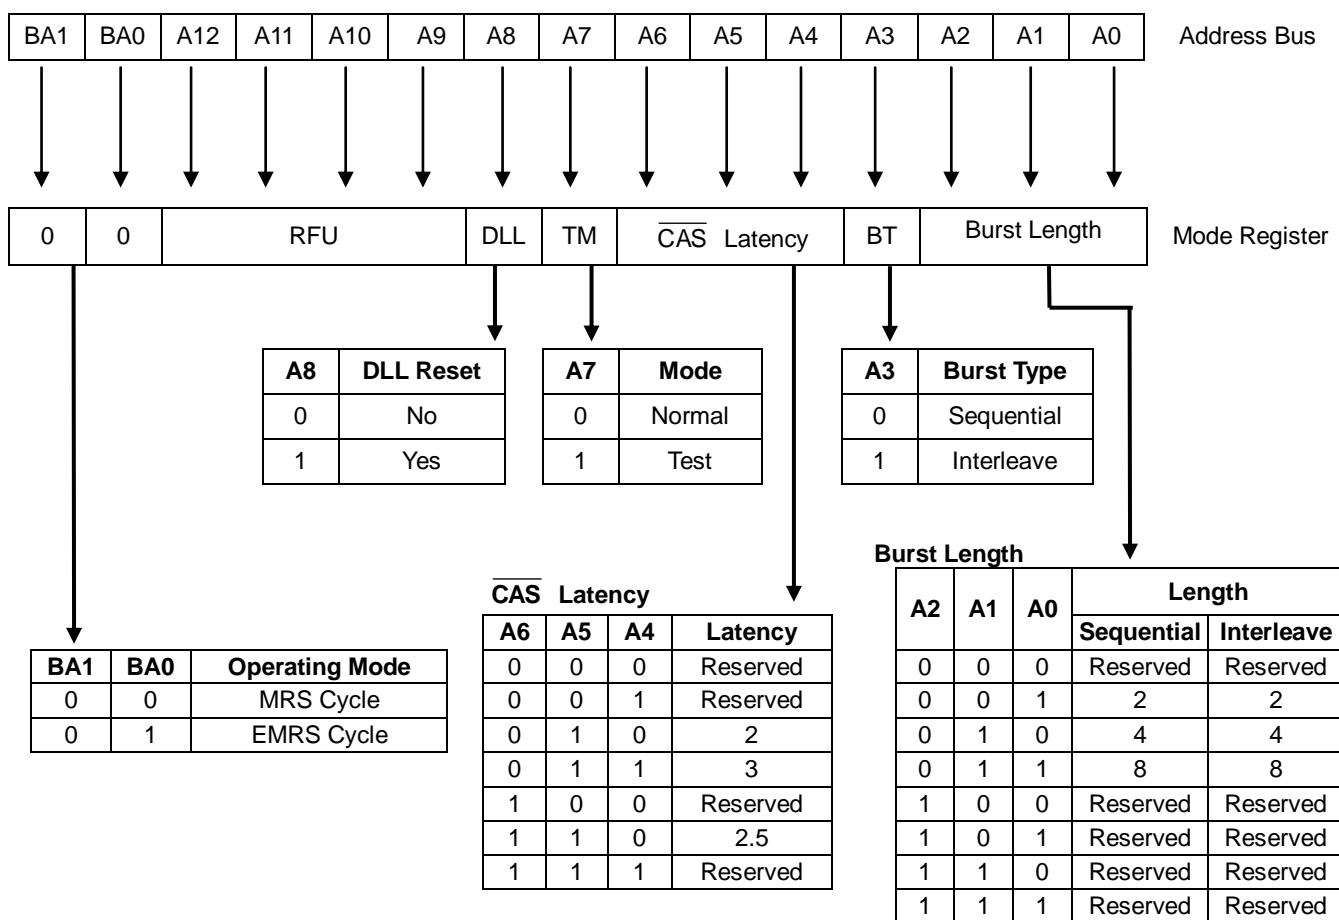 BA1 BA0 A12 A11 A10 A9 A8 A7 A6 A5 A4 A3 A2 A1 A0 Address Bus
0 0 RFU DLL TM CAS Latency BT Burst Length Mode Register
A8 DLL Reset
0 No
1 Yes
A7 Mode
0 Normal
1 Test
A3 Burst Type
0 Sequential
1 Interleave
BA1 BA0 Operating Mode
0 0 MRS Cycle
0 1 EMRS Cycle
CAS Latency
A6 A5 A4 Latency
0 0 0 Reserved
0 0 1 Reserved
0 1 0 2
0 1 1 3
1 0 0 Reserved
1 1 0 2.5
1 1 1 Reserved
Burst Length
A2 A1 A0 Length
Sequential Interleave
0 0 0 Reserved Reserved
0 0 1 2 2
0 1 0 4 4
0 1 1 8 8
1 0 0 Reserved Reserved
1 0 1 Reserved Reserved
1 1 0 Reserved Reserved
1 1 1 Reserved Reserved